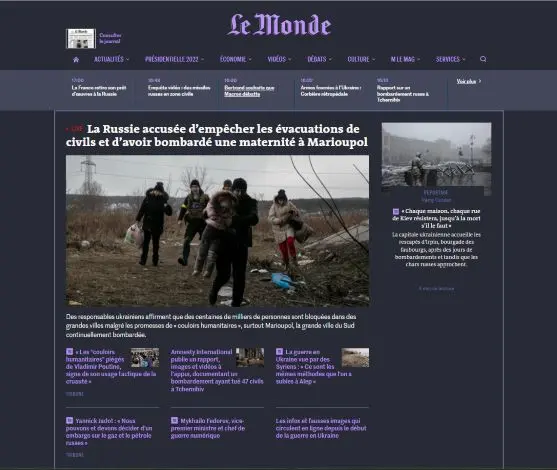 Le Monde
Consulter
le journal
ACTUALITÉS
PRÉSIDENTIELLE 2022
ÉCONOMIE
VIDÉOS
DÉBATS
CULTURE
M LE MAG
SERVICES
17:00
La France retire son prêt
d'œuvres à la Russie
16:48
Enquête vidéo : des missiles
russes en zone civile
Bertrand souhaite que
Macron débatte
Armes fournies à l'Ukraine :
Corbière rétropédale
Rapport sur un
bombardement russe à
Tchernihiv
Voir plus
LIVE La Russie accusée d'empêcher les évacuations de
civils et d'avoir bombardé une maternité à Marioupol
Des responsables ukrainiens affirment que des centaines de milliers de personnes sont bloquées dans des
grandes villes malgré les promesses de « couloirs humanitaires », surtout Marioupol, la grande ville du Sud
continuellement bombardée.
REPORTAGE
« Chaque maison, chaque rue
de Kiev résistera, jusqu'à la mort
s'il le faut »
La capitale ukrainienne accueille les
rescapés d'Irpin, bourgade des
faubourgs, après des jours de
bombardements et tandis que les
chars russes approchent.
« Les "couloirs
humanitaires" piégés
de Vladimir Poutine,
signe de son usage tactique de la
cruauté »
TRIBUNE
Amnesty International
publie un rapport,
images et vidéos à
l'appui, documentant un
bombardement ayant tué 47 civils
à Tchernihiv
La guerre en
Ukraine vue par des
Syriens : « Ce sont les
mêmes méthodes que l'on a
subies à Alep »
Yannick Jadot : « Nous
pouvons et devons décider d'un
embargo sur le gaz et le pétrole
russes »
TRIBUNE
Mykhailo Fedorov, vice-
premier ministre et chef de
guerre numérique
Les infos et fausses images qui
circulent en ligne depuis le début
de la guerre en Ukraine